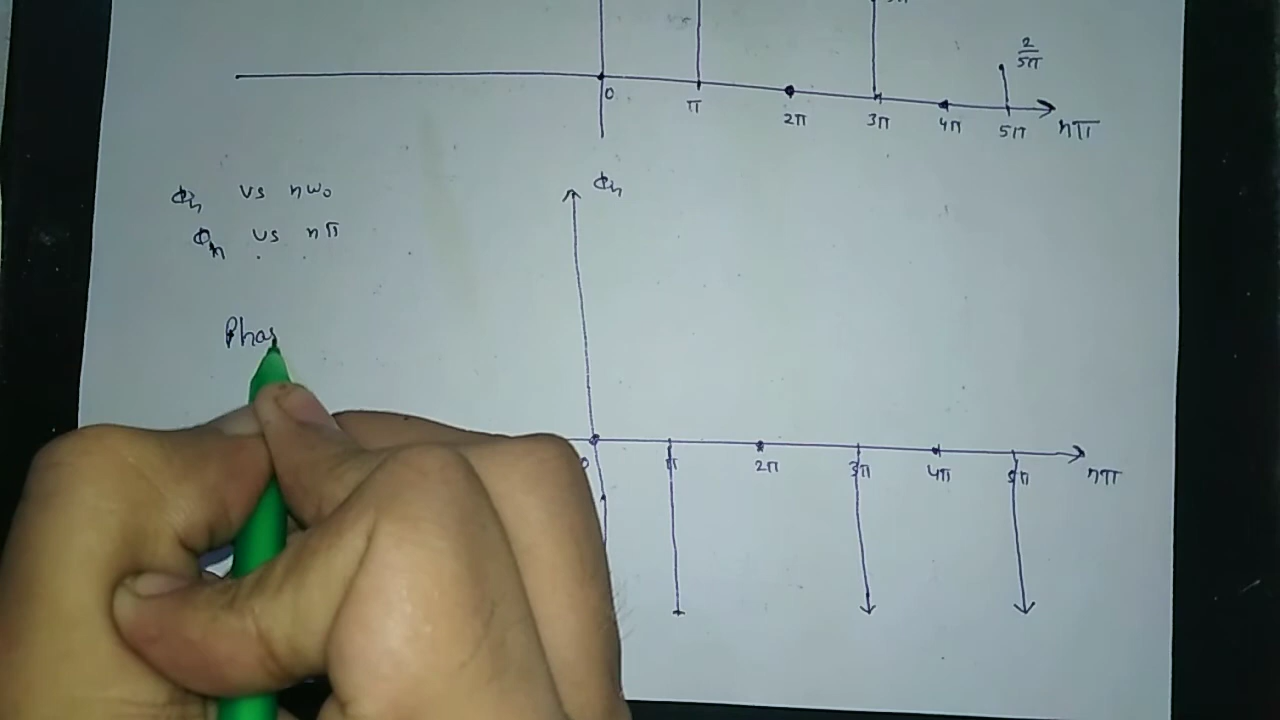 2/5π
0 π 2π 3π 4π 5π nπ
ϕn vs nω₀
ϕn
ϕn vs nπ
Phas
0 π 2π 3π 4π 5π nπ